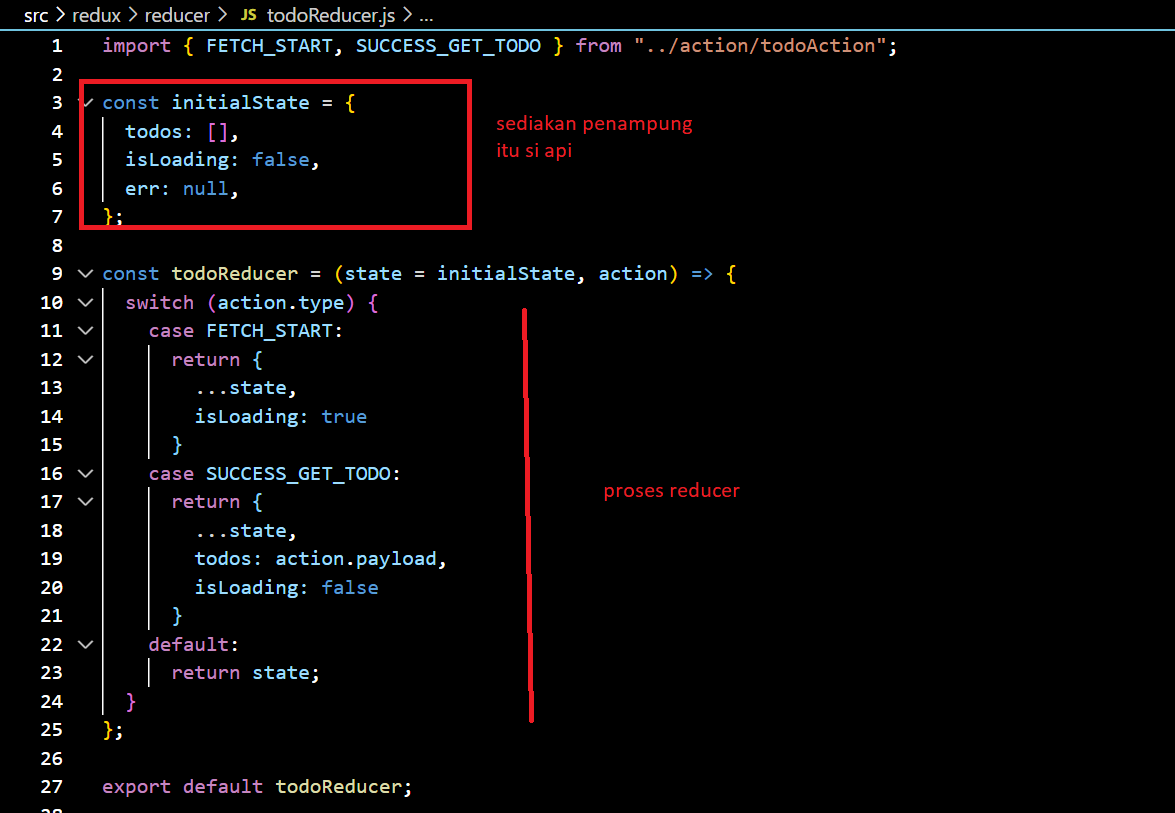 src > redux > reducer > JS todoReducer.js > ...
1 import { FETCH_START, SUCCESS_GET_TODO } from "../action/todoAction";
2
3 const initialState = {
4 todos: [],
5 isLoading: false,
6 err: null,
7 };
sediakan penampung
itu si api
8
9 const todoReducer = (state = initialState, action) => {
10 switch (action.type) {
11 case FETCH_START:
12 return {
13 ...state,
14 isLoading: true
15 }
16 case SUCCESS_GET_TODO:
17 return {
18 ...state,
19 todos: action.payload,
20 isLoading: false
21 }
22 default:
23 return state;
24 }
25 };
proses reducer
26
27 export default todoReducer;